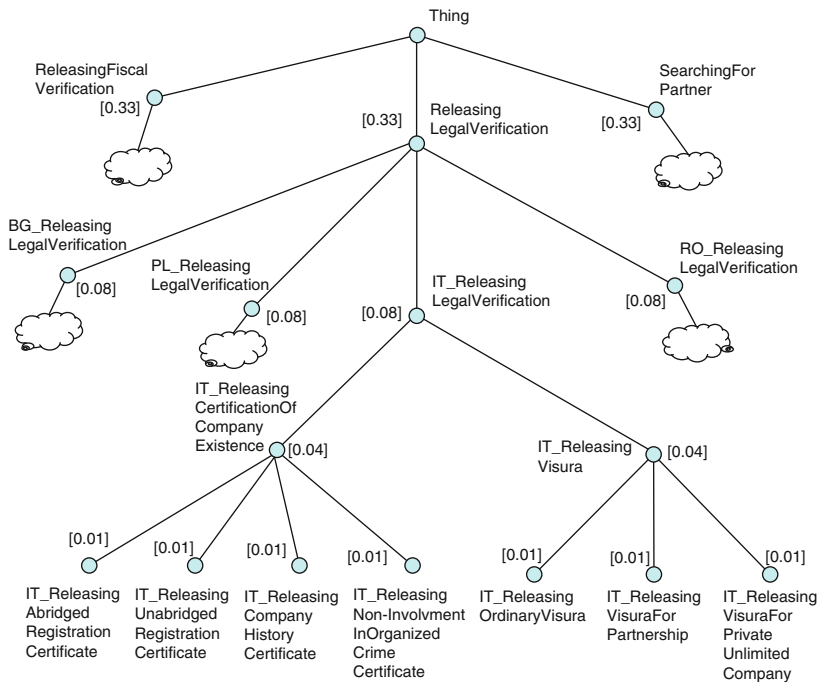 Thing
ReleasingFiscal
Verification
[0.33]
Releasing
LegalVerification
[0.33]
SearchingFor
Partner
[0.33]
BG_Releasing
LegalVerification
[0.08]
PL_Releasing
LegalVerification
[0.08]
IT_Releasing
LegalVerification
[0.08]
RO_Releasing
LegalVerification
[0.08]
IT_Releasing
CertificationOf
Company
Existence
[0.04]
IT_Releasing
Visura
[0.04]
[0.01]
IT_Releasing
Abridged
Registration
Certificate
[0.01]
IT_Releasing
Unabridged
Registration
Certificate
[0.01]
IT_Releasing
Company
History
Certificate
[0.01]
IT_Releasing
Non-Involvment
InOrganized
Crime
Certificate
[0.01]
IT_Releasing
OrdinaryVisura
[0.01]
IT_Releasing
VisuraFor
Partnership
[0.01]
IT_Releasing
VisuraFor
Private
Unlimited
Company